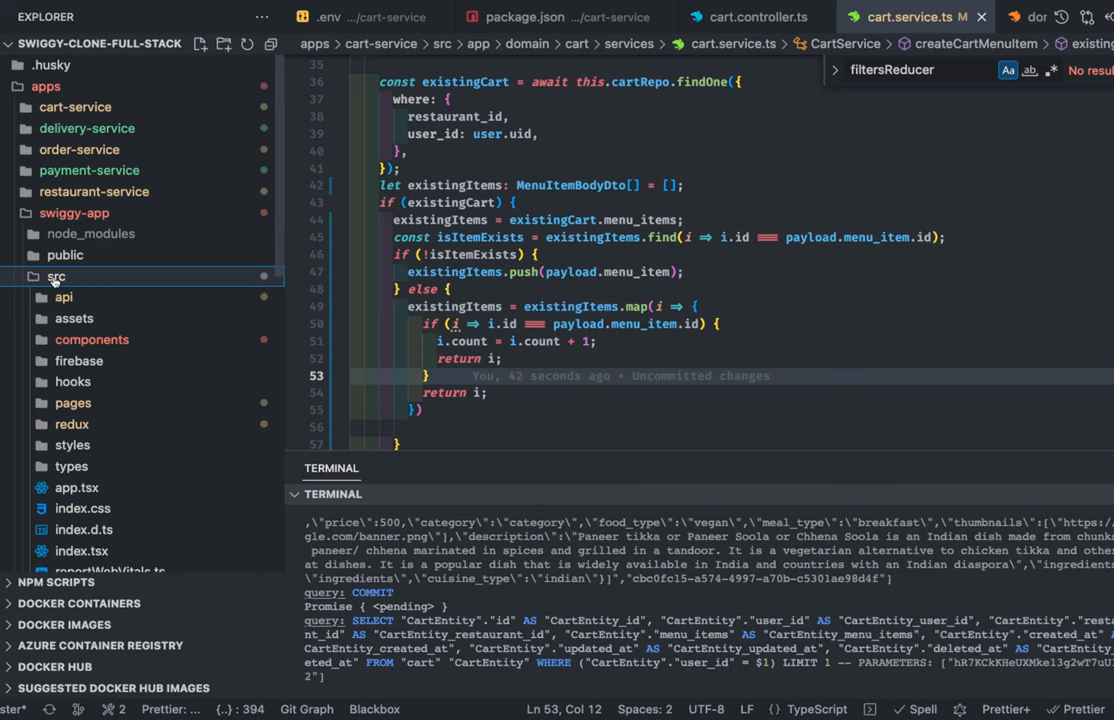 EXPLORER
SWIGGY-CLONE-FULL-STACK
.husky
apps
cart-service
delivery-service
order-service
payment-service
restaurant-service
swiggy-app
node_modules
public
src
api
assets
components
firebase
hooks
pages
redux
styles
types
app.tsx
index.css
index.d.ts
index.tsx
reportWebVitals.ts
NPM SCRIPTS
DOCKER CONTAINERS
DOCKER IMAGES
AZURE CONTAINER REGISTRY
DOCKER HUB
SUGGESTED DOCKER HUB IMAGES
.env .../cart-service
package.json .../cart-service
cart.controller.ts
cart.service.ts M
dor
apps > cart-service > src > app > domain > cart > services > cart.service.ts > CartService > createCartMenuItem > existing
filtersReducer Aa ab .* No resul
35
36 const existingCart = await this.cartRepo.findOne({
37 where: {
38 restaurant_id,
39 user_id: user.uid,
40 },
41 });
42 let existingItems: MenuItemBodyDto[] = [];
43 if (existingCart) {
44 existingItems = existingCart.menu_items;
45 const isItemExists = existingItems.find(i => i.id === payload.menu_item.id);
46 if (!isItemExists) {
47 existingItems.push(payload.menu_item);
48 } else {
49 existingItems = existingItems.map(i => {
50 if (i => i.id === payload.menu_item.id) {
51 i.count = i.count + 1;
52 return i;
53 } You, 42 seconds ago • Uncommitted changes
54 return i;
55 })
56
57 }
TERMINAL
TERMINAL
,\"price\":500,\"category\":\"category\",\"food_type\":\"vegan\",\"meal_type\":\"breakfast\",\"thumbnails\":[\"https:/
gle.com/banner.png\"],\"description\":\"Paneer tikka or Paneer Soola or Chhena Soola is an Indian dish made from chunks
paneer/ chhena marinated in spices and grilled in a tandoor. It is a vegetarian alternative to chicken tikka and othe
at dishes. It is a popular dish that is widely available in India and countries with an Indian diaspora\",\"ingredients
\"ingredients\",\"cuisine_type\":\"indian\"}]","cbc0fc15-a574-4997-a70b-c5301ae98d4f"]
query: COMMIT
Promise { <pending> }
query: SELECT "CartEntity"."id" AS "CartEntity_id", "CartEntity"."user_id" AS "CartEntity_user_id", "CartEntity"."resta
nt_id" AS "CartEntity_restaurant_id", "CartEntity"."menu_items" AS "CartEntity_menu_items", "CartEntity"."created_at" A
CartEntity_created_at", "CartEntity"."updated_at" AS "CartEntity_updated_at", "CartEntity"."deleted_at" AS "CartEntity_
eted_at" FROM "cart" "CartEntity" WHERE ("CartEntity"."user_id" = $1) LIMIT 1 -- PARAMETERS: ["hR7KCkKHeUXMke13g2wT7uU
2"]
ster* 2 Prettier: ... {..} : 394 Git Graph Blackbox Ln 53, Col 12 Spaces: 2 UTF-8 LF {} TypeScript Spell Prettier+ Prettier